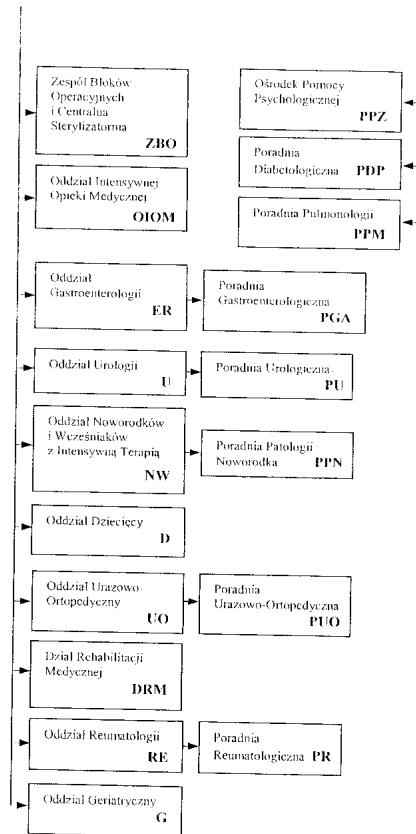 Zespół Bloków
Operacyjnych
i Centralna
Sterylizatornia
ZBO
Ośrodek Pomocy
Psychologicznej
PPZ
Poradnia
Diabetologiczna PDP
Oddział Intensywnej
Opieki Medycznej
OIOM
Poradnia Pulmonologii
PPM
Oddział
Gastroenterologii
ER
Poradnia
Gastroenterologiczna
PGA
Oddział Urologii
U
Poradnia Urologiczna
PU
Oddział Noworodków
i Wcześniaków
z Intensywną Terapią
NW
Poradnia Patologii
Noworodka PPN
Oddział Dziecięcy
D
Oddział Urazowo-
Ortopedyczny
UO
Poradnia
Urazowo-Ortopedyczna
PUO
Dział Rehabilitacji
Medycznej
DRM
Oddział Reumatologii
RE
Poradnia
Reumatologiczna PR
Oddział Geriatryczny
G